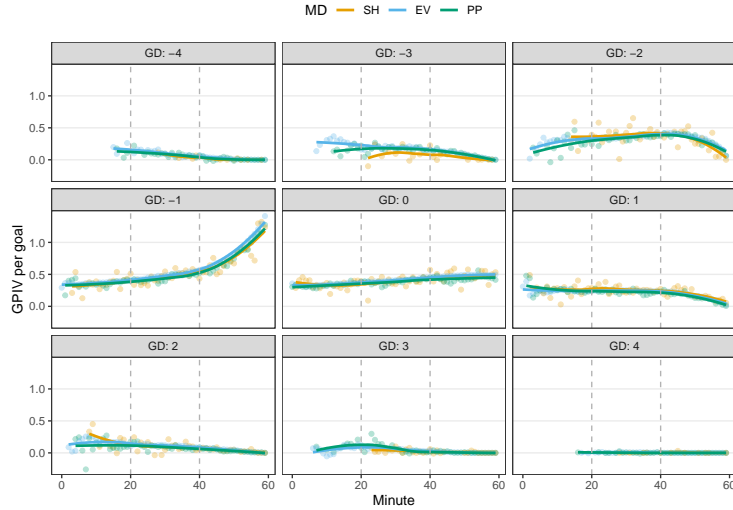 MD SH EV PP
GD: -4 GD: -3 GD: -2
1.0
0.5
0.0
GD: -1 GD: 0 GD: 1
1.0
0.5
0.0
GPIV per goal
GD: 2 GD: 3 GD: 4
1.0
0.5
0.0
0 20 40 60 0 20 40 60 0 20 40 60
Minute